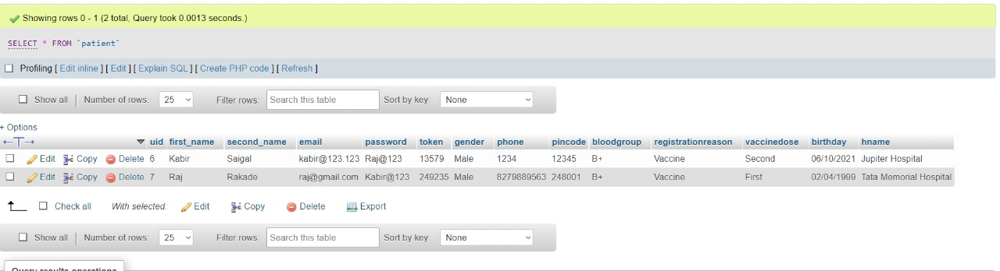 Showing rows 0 - 1 (2 total, Query took 0.0013 seconds.)
SELECT * FROM `patient`
Profiling [ Edit inline ] [ Edit ] [ Explain SQL ] [ Create PHP code ] [ Refresh ]
Show all | Number of rows: 25 Filter rows: Search this table Sort by key: None
+ Options
←T→ uid first_name second_name email password token gender phone pincode bloodgroup registrationreason vaccinedose birthday hname
Edit Copy Delete 6 Kabir Saigal kabir@123.123 Raj@123 13579 Male 1234 12345 B+ Vaccine Second 06/10/2021 Jupiter Hospital
Edit Copy Delete 7 Raj Rakade raj@gmail.com Kabir@123 249235 Male 8279889563 248001 B+ Vaccine First 02/04/1999 Tata Memorial Hospital
Check all With selected: Edit Copy Delete Export
Show all | Number of rows: 25 Filter rows: Search this table Sort by key: None
Query results operations